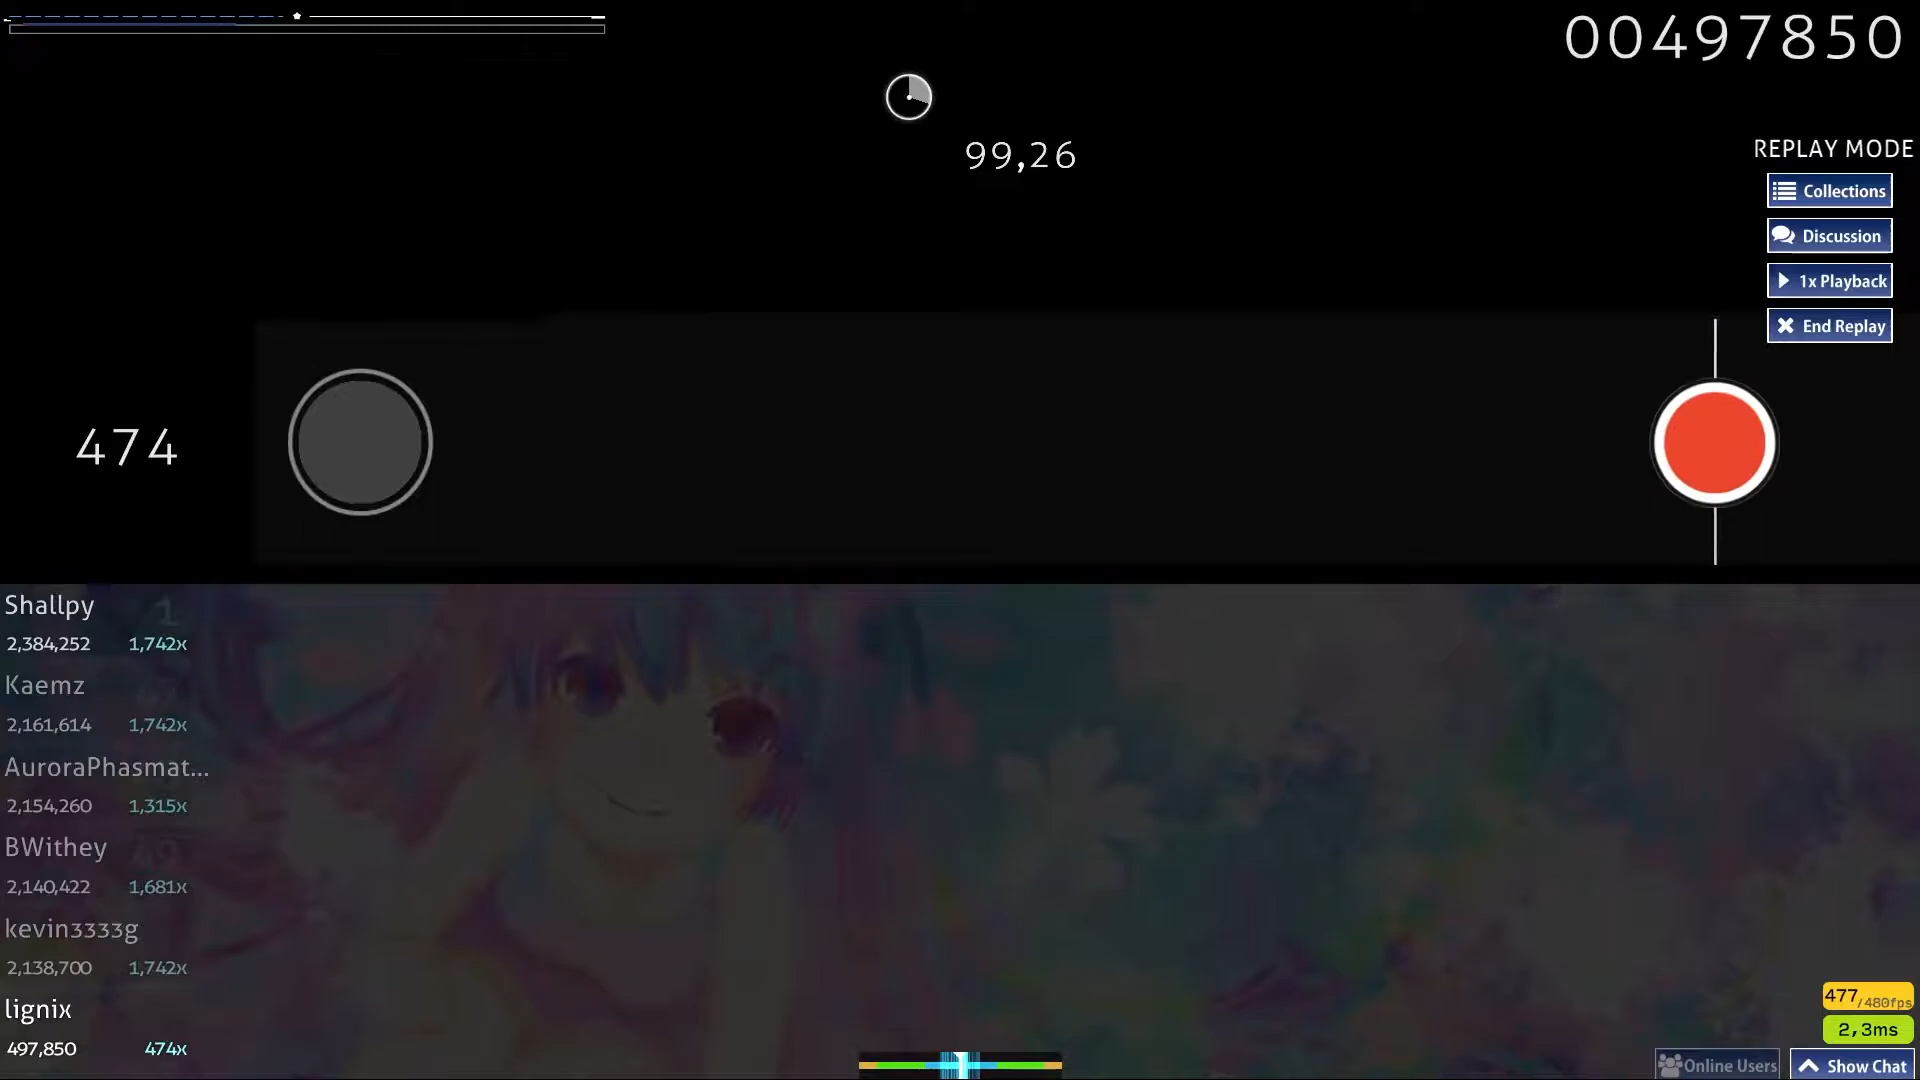 00497850
99,26
REPLAY MODE
Collections
Discussion
1x Playback
End Replay
474
Shallpy
2,384,252 1,742x
Kaemz
2,161,614 1,742x
AuroraPhasmat...
2,154,260 1,315x
BWithey
2,140,422 1,681x
kevin3333g
2,138,700 1,742x
lignix
497,850 474x
477/480fps
2,3ms
Online Users
Show Chat